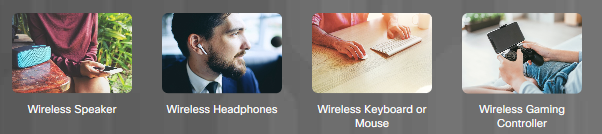 Wireless Speaker
Wireless Headphones
Wireless Keyboard or
Mouse
Wireless Gaming
Controller